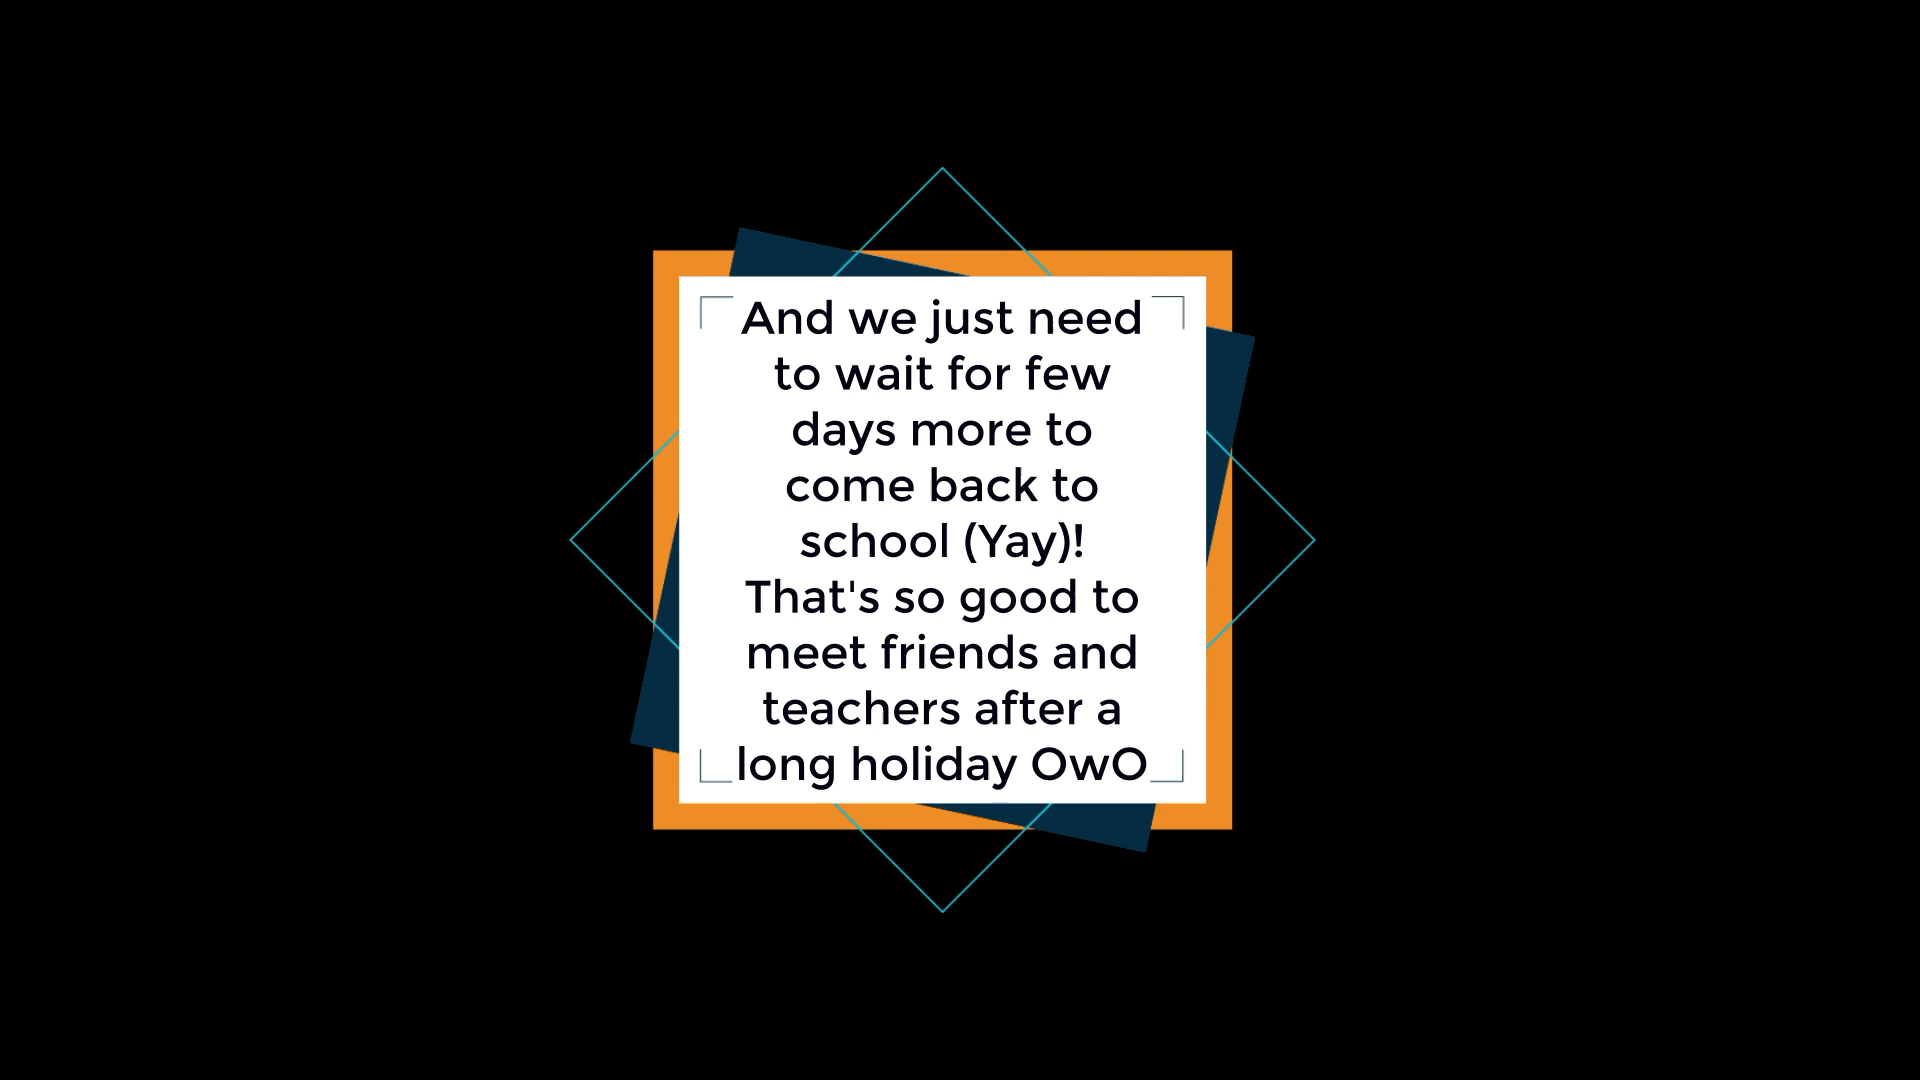 And we just need
to wait for few
days more to
come back to
school (Yay)!
That's so good to
meet friends and
teachers after a
long holiday OwO